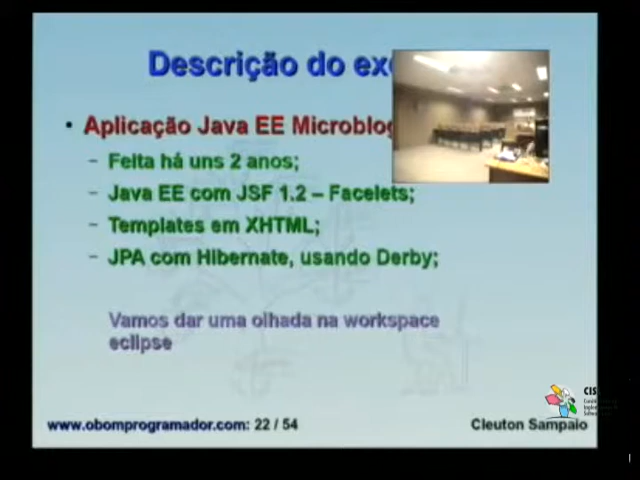 Descrição do exe
• Aplicação Java EE Microblog
– Feita há uns 2 anos;
– Java EE com JSF 1.2 – Facelets;
– Templates em XHTML;
– JPA com Hibernate, usando Derby;
Vamos dar uma olhada na workspace
eclipse
CIS
www.obomprogramador.com: 22 / 54
Cleuton Sampaio